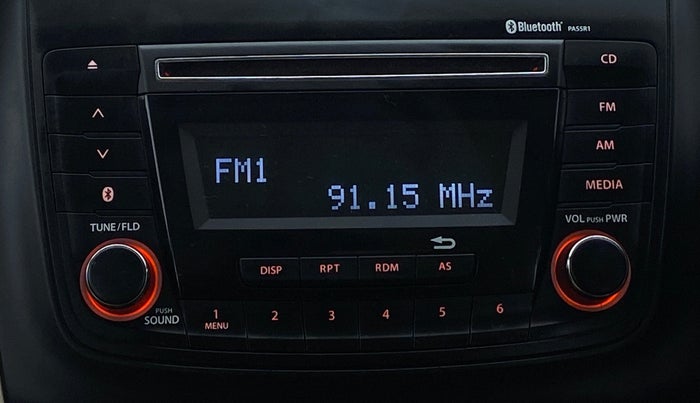 Bluetooth PA5SR1
CD
FM
AM
MEDIA
FM1
91.15 MHz
TUNE/FLD
VOL PUSH PWR
DISP RPT RDM AS
PUSH
SOUND
1 2 3 4 5 6
MENU